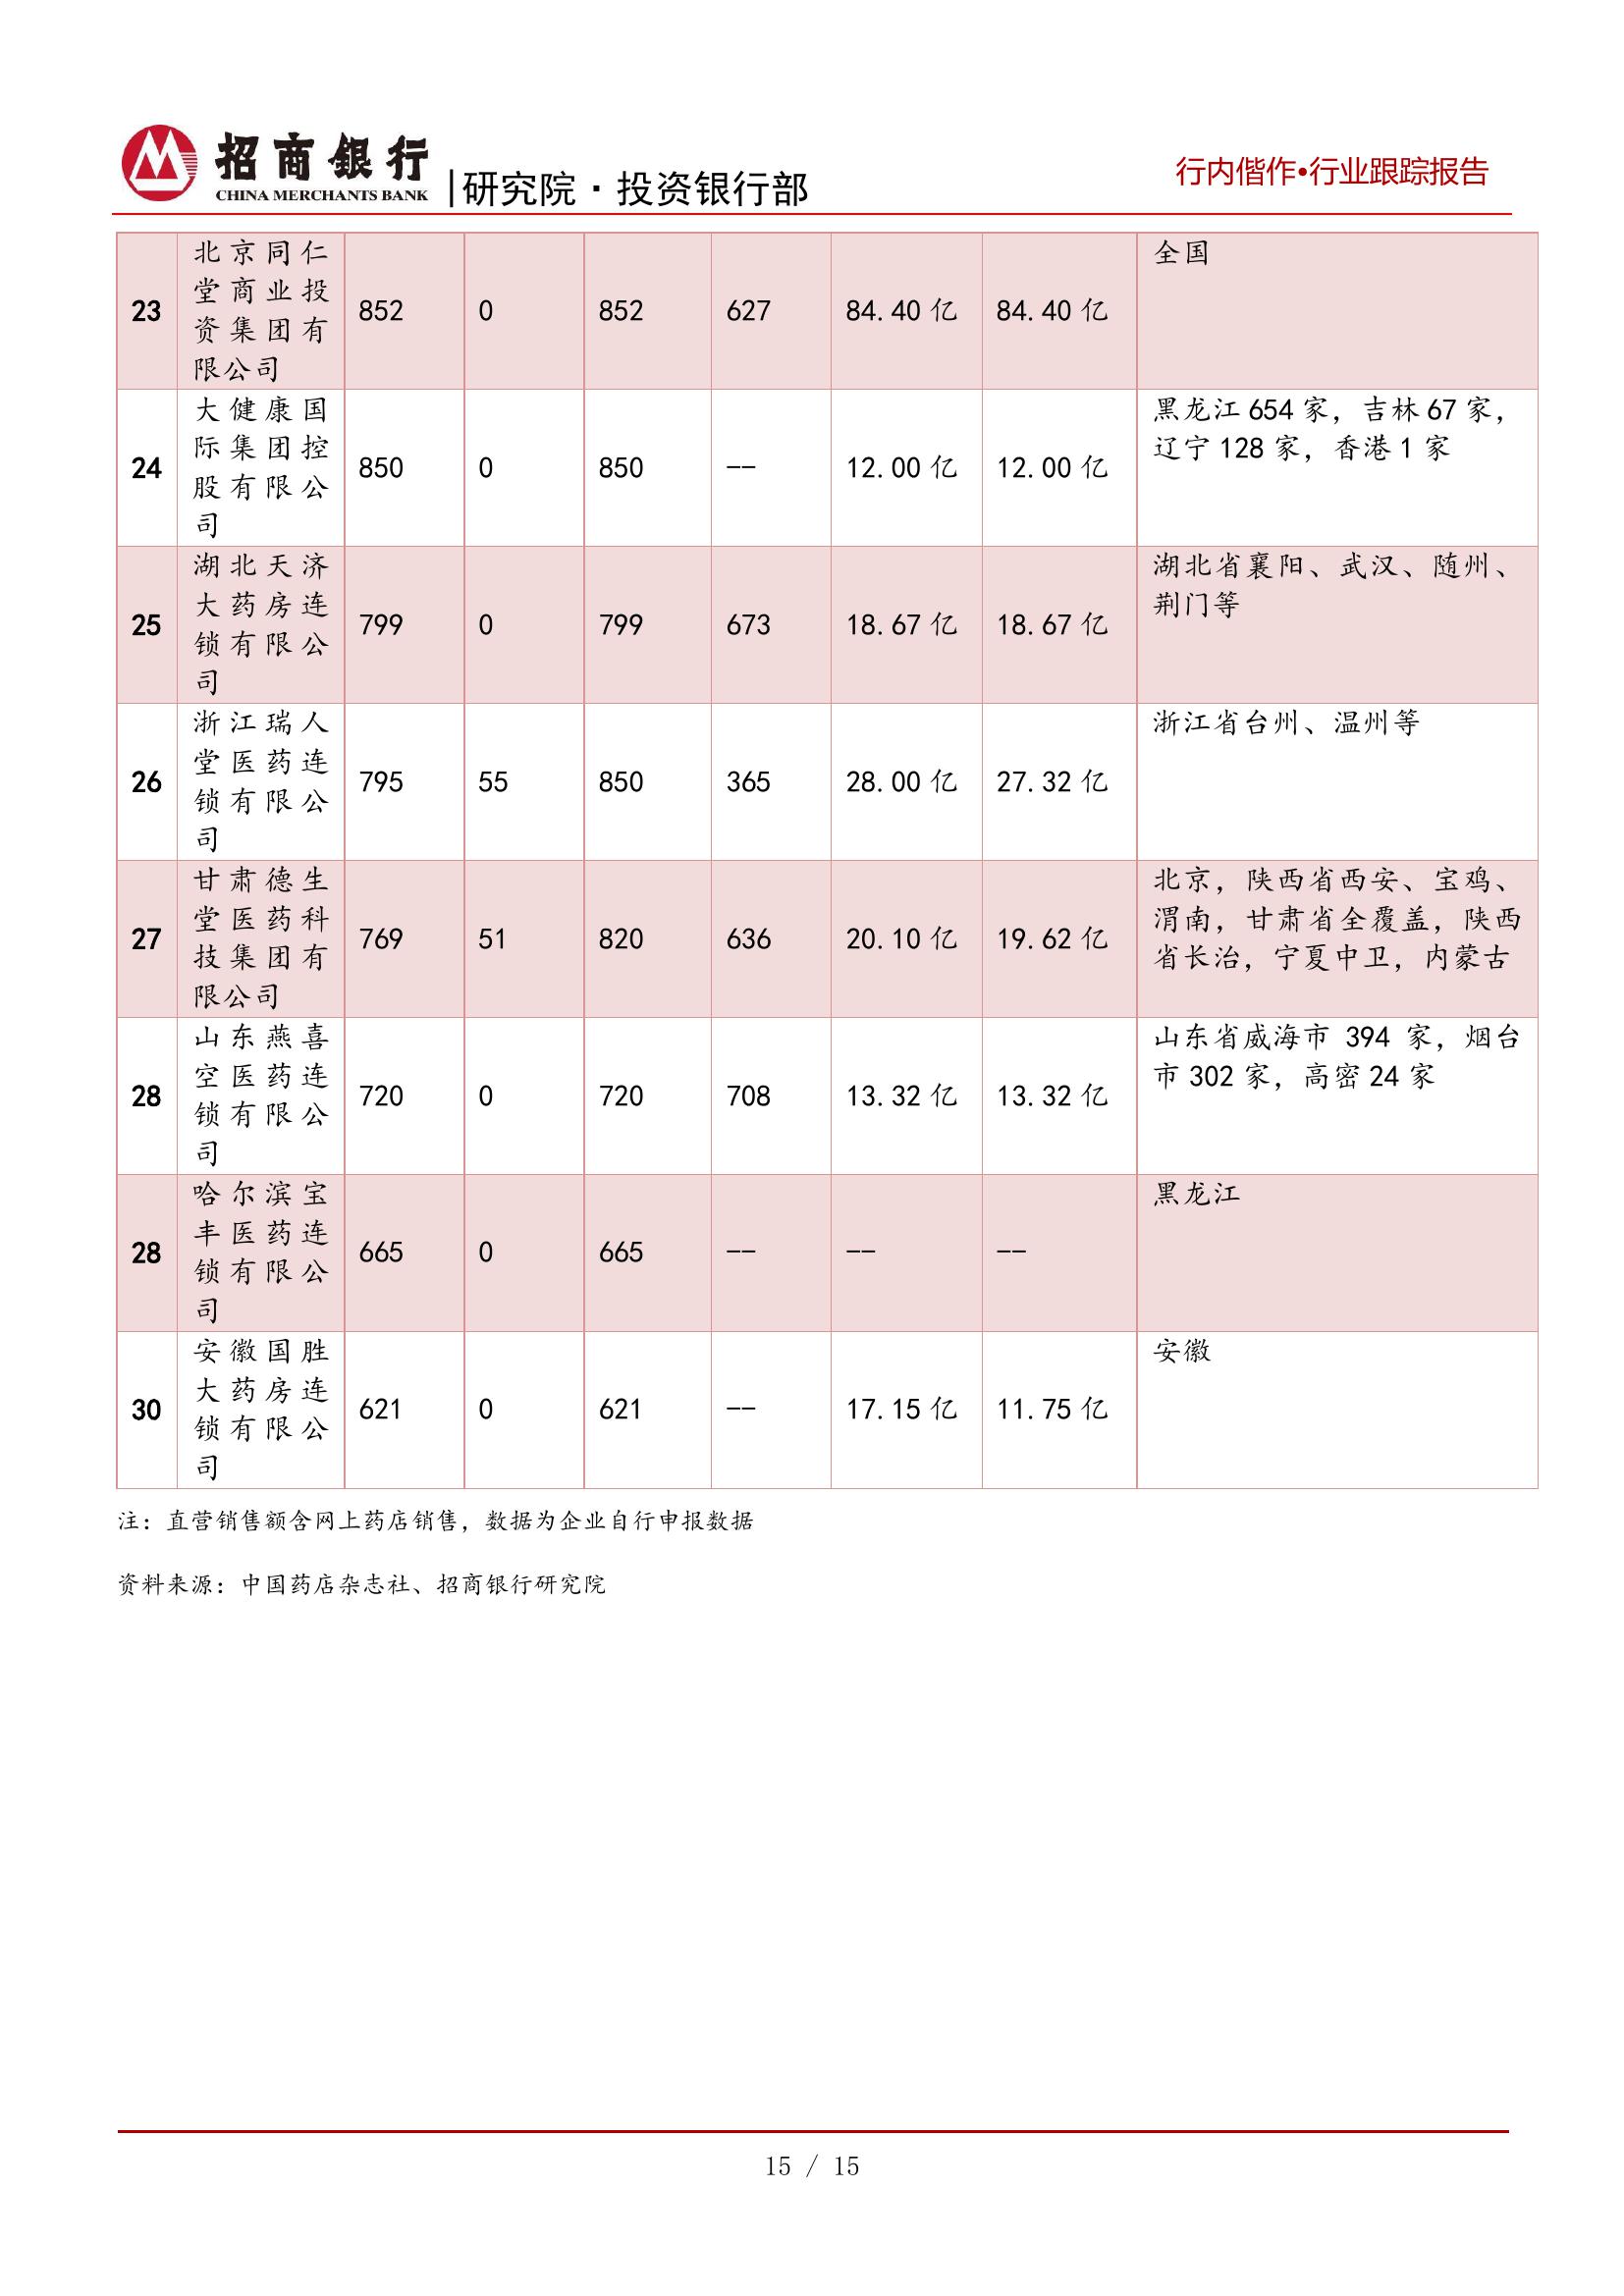 招商银行
CHINA MERCHANTS BANK
|研究院·投资银行部
行内偕作•行业跟踪报告
23
北京同仁
堂商业投
资集团有
限公司
852
0
852
627
84.40 亿
84.40 亿
全国
24
大健康国
际集团控
股有限公
司
850
0
850
--
12.00 亿
12.00 亿
黑龙江 654 家，吉林 67 家，
辽宁 128 家，香港 1 家
25
湖北天济
大药房连
锁有限公
司
799
0
799
673
18.67 亿
18.67 亿
湖北省襄阳、武汉、随州、
荆门等
26
浙江瑞人
堂医药连
锁有限公
司
795
55
850
365
28.00 亿
27.32 亿
浙江省台州、温州等
27
甘肃德生
堂医药科
技集团有
限公司
769
51
820
636
20.10 亿
19.62 亿
北京，陕西省西安、宝鸡、
渭南，甘肃省全覆盖，陕西
省长治，宁夏中卫，内蒙古
28
山东燕喜
空医药连
锁有限公
司
720
0
720
708
13.32 亿
13.32 亿
山东省威海市 394 家，烟台
市 302 家，高密 24 家
28
哈尔滨宝
丰医药连
锁有限公
司
665
0
665
--
--
--
黑龙江
30
安徽国胜
大药房连
锁有限公
司
621
0
621
--
17.15 亿
11.75 亿
安徽
注：直营销售额含网上药店销售，数据为企业自行申报数据
资料来源：中国药店杂志社、招商银行研究院
15 / 15